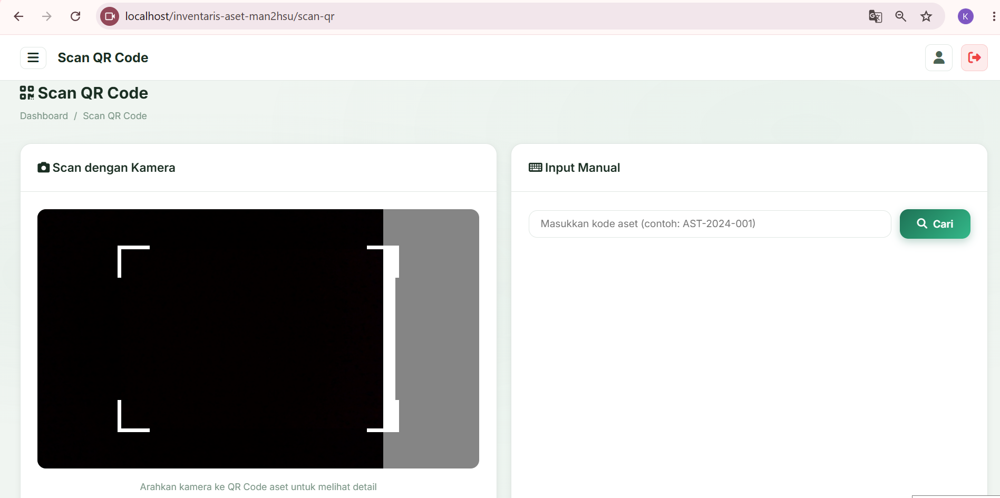 localhost/inventaris-aset-man2hsu/scan-qr
K
Scan QR Code
Scan QR Code
Dashboard / Scan QR Code
Scan dengan Kamera
Arahkan kamera ke QR Code aset untuk melihat detail
Input Manual
Masukkan kode aset (contoh: AST-2024-001)
Cari